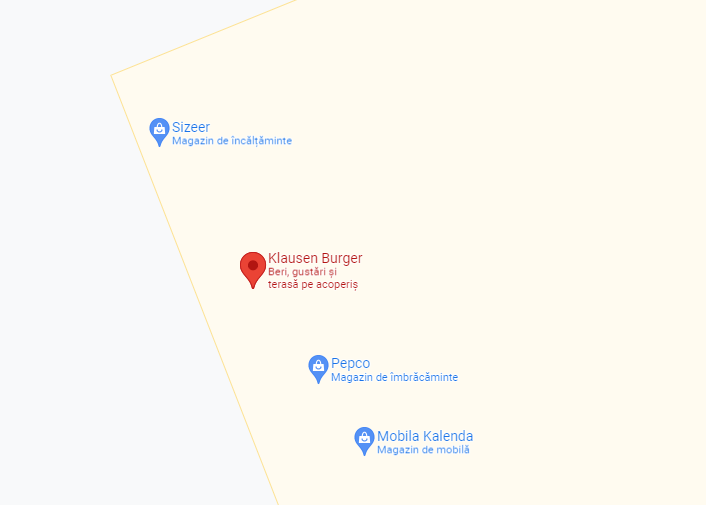 Sizeer
Magazin de încălțăminte
Klausen Burger
Beri, gustări și
terasă pe acoperiș
Pepco
Magazin de îmbrăcăminte
Mobila Kalenda
Magazin de mobilă